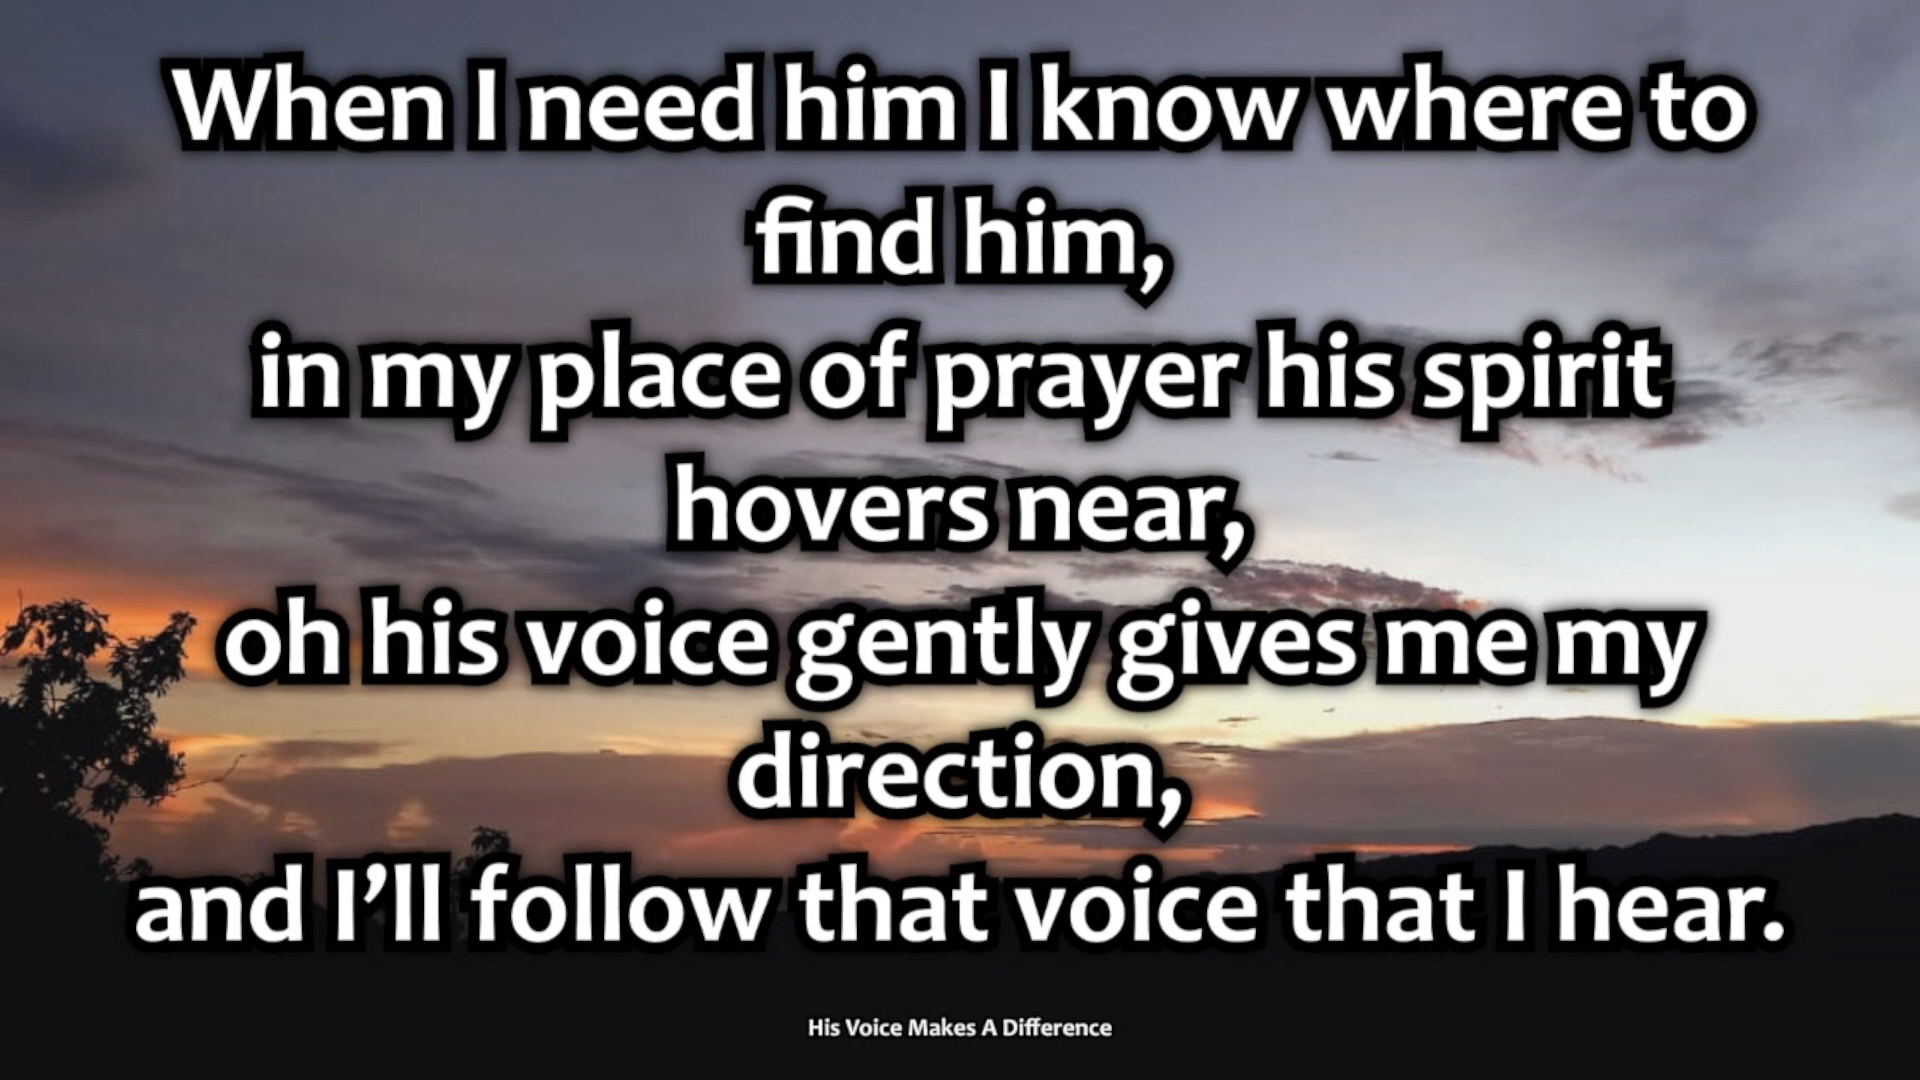 When I need him I know where to
find him,
in my place of prayer his spirit
hovers near,
oh his voice gently gives me my
direction,
and I’ll follow that voice that I hear.
His Voice Makes A Difference